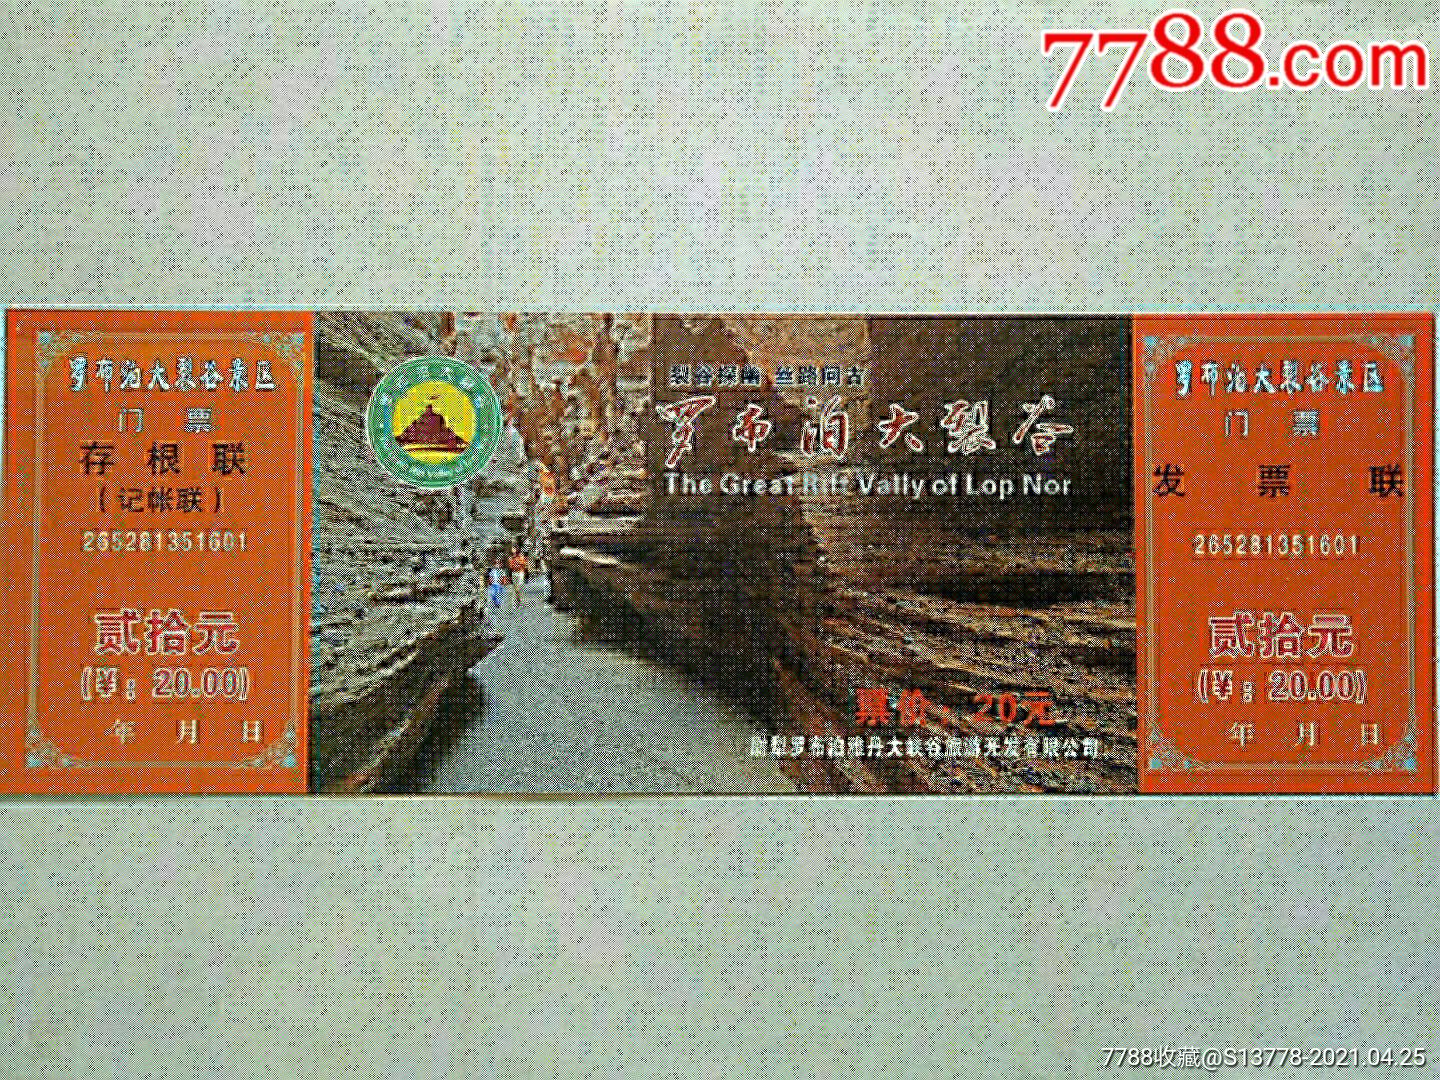 7788.com
罗布泊大裂谷景区
门 票
存 根 联
(记帐联)
265281351601
贰拾元
(¥: 20.00)
年 月 日
裂谷探幽 丝路问古
罗布泊大裂谷
The Great Rift Vally of Lop Nor
票价:20元
尉犁罗布泊雅丹大峡谷旅游开发有限公司
罗布泊大裂谷景区
门 票
发 票 联
265281351601
贰拾元
(¥: 20.00)
年 月 日
7788收藏@S13778-2021.04.25